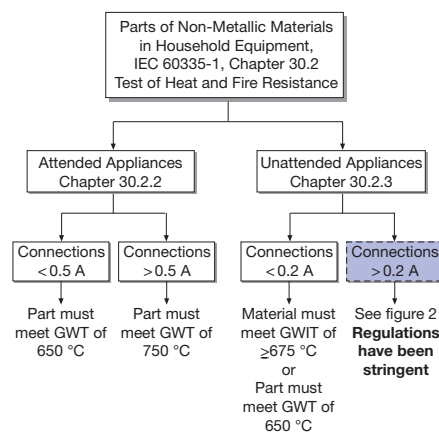 Parts of Non-Metallic Materials
in Household Equipment,
IEC 60335-1, Chapter 30.2
Test of Heat and Fire Resistance
Attended Appliances
Chapter 30.2.2
Unattended Appliances
Chapter 30.2.3
Connections
<0.5 A
Connections
>0.5 A
Connections
<0.2 A
Connections
>0.2 A
Part must
meet GWT of
650 °C
Part must
meet GWT of
750 °C
Material must
meet GWIT of
≥675 °C
or
Part must
meet GWT of
650 °C
See figure 2
Regulations
have been
stringent